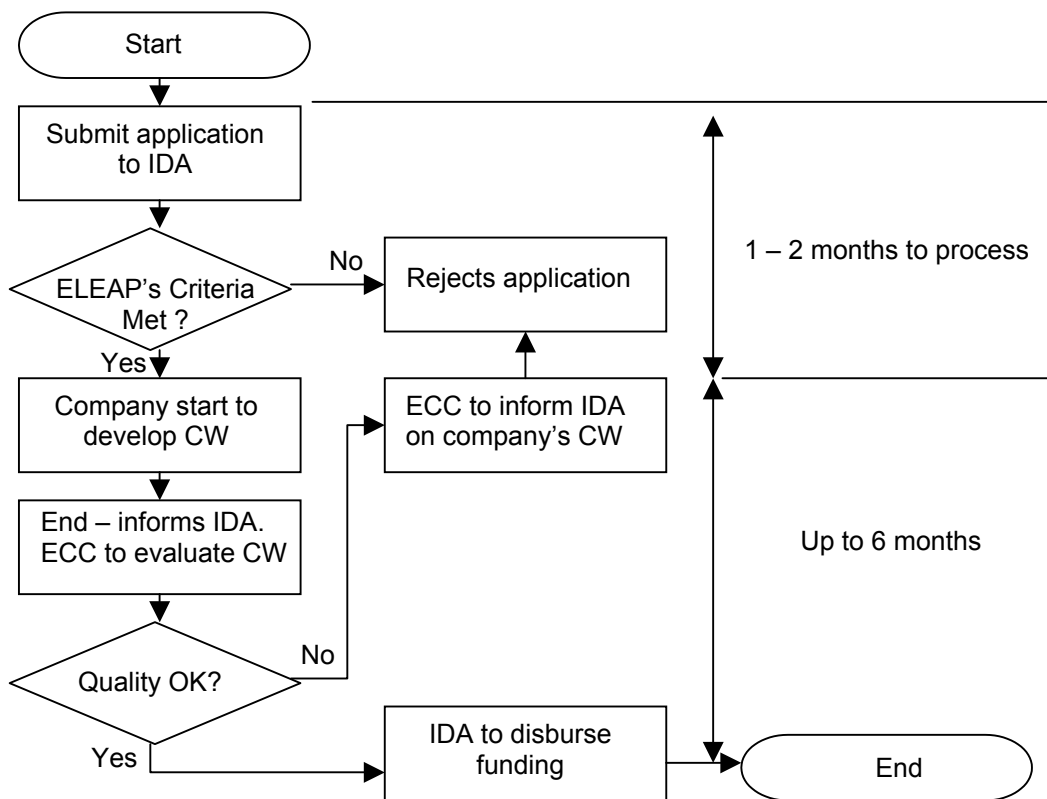 Start
Submit application
to IDA
ELEAP's Criteria
Met ?
No
Rejects application
1 – 2 months to process
Yes
Company start to
develop CW
ECC to inform IDA
on company's CW
End – informs IDA.
ECC to evaluate CW
Up to 6 months
Quality OK?
No
Yes
IDA to disburse
funding
End